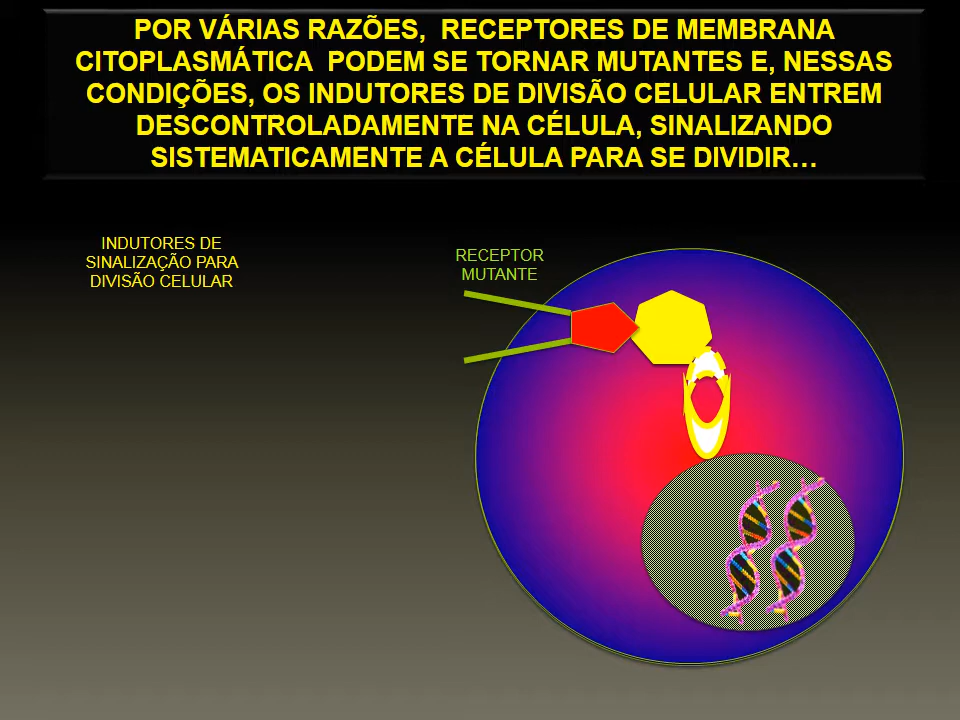 POR VÁRIAS RAZÕES, RECEPTORES DE MEMBRANA
CITOPLASMÁTICA PODEM SE TORNAR MUTANTES E, NESSAS
CONDIÇÕES, OS INDUTORES DE DIVISÃO CELULAR ENTREM
DESCONTROLADAMENTE NA CÉLULA, SINALIZANDO
SISTEMATICAMENTE A CÉLULA PARA SE DIVIDIR...
INDUTORES DE
SINALIZAÇÃO PARA
DIVISÃO CELULAR
RECEPTOR
MUTANTE